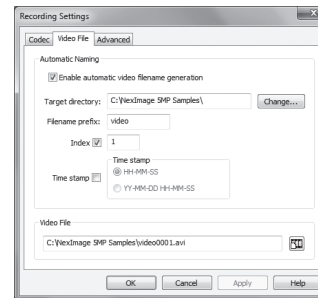 Recording Settings
Codec Video File Advanced
Automatic Naming
Enable automatic video filename generation
Target directory: C:\NexImage 5MP Samples\ Change...
Filename prefix: video
Index 1
Time stamp
Time stamp HH-MM-SS
YY-MM-DD HH-MM-SS
Video File
C:\NexImage 5MP Samples\video0001.avi
OK Cancel Apply Help